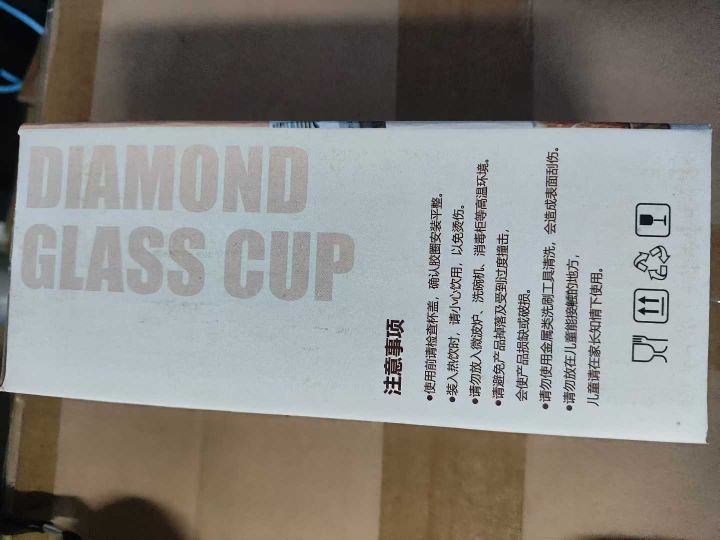 DIAMOND
GLASS CUP
注意事项
●使用前请检查杯盖，确认胶圈安装平整。
●装入热饮时，请小心饮用，以免烫伤。
●请勿放入微波炉、洗碗机、消毒柜等高温环境。
●请避免产品掉落及受到过度撞击，
会使产品损缺或破损。
●请勿使用金属类洗刷工具清洗，会造成表面刮伤。
●请勿放在儿童能接触的地方，
儿童请在家长知情下使用。